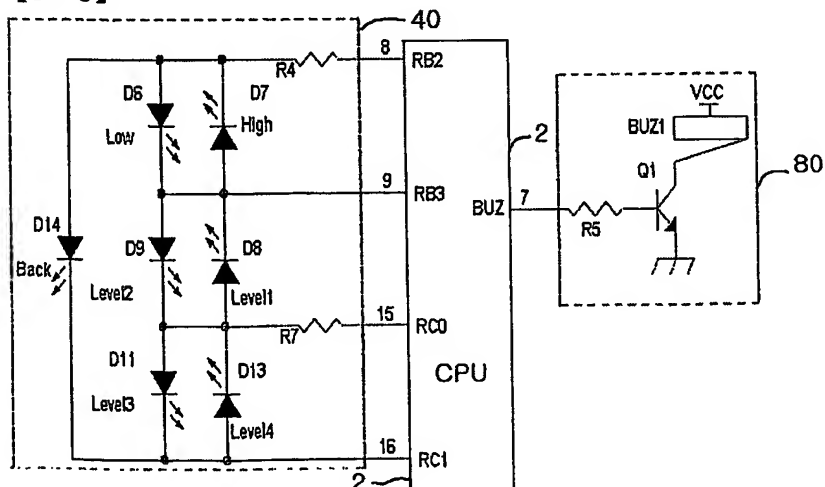 40
8
RB2
R4
D6
D7
Low
High
VCC
BUZ1
2
80
9
RB3
Q1
BUZ
7
R5
D14
D9
D8
Back
Level2
Level1
15
RC0
R7
CPU
D11
D13
Level3
Level4
16
RC1
2